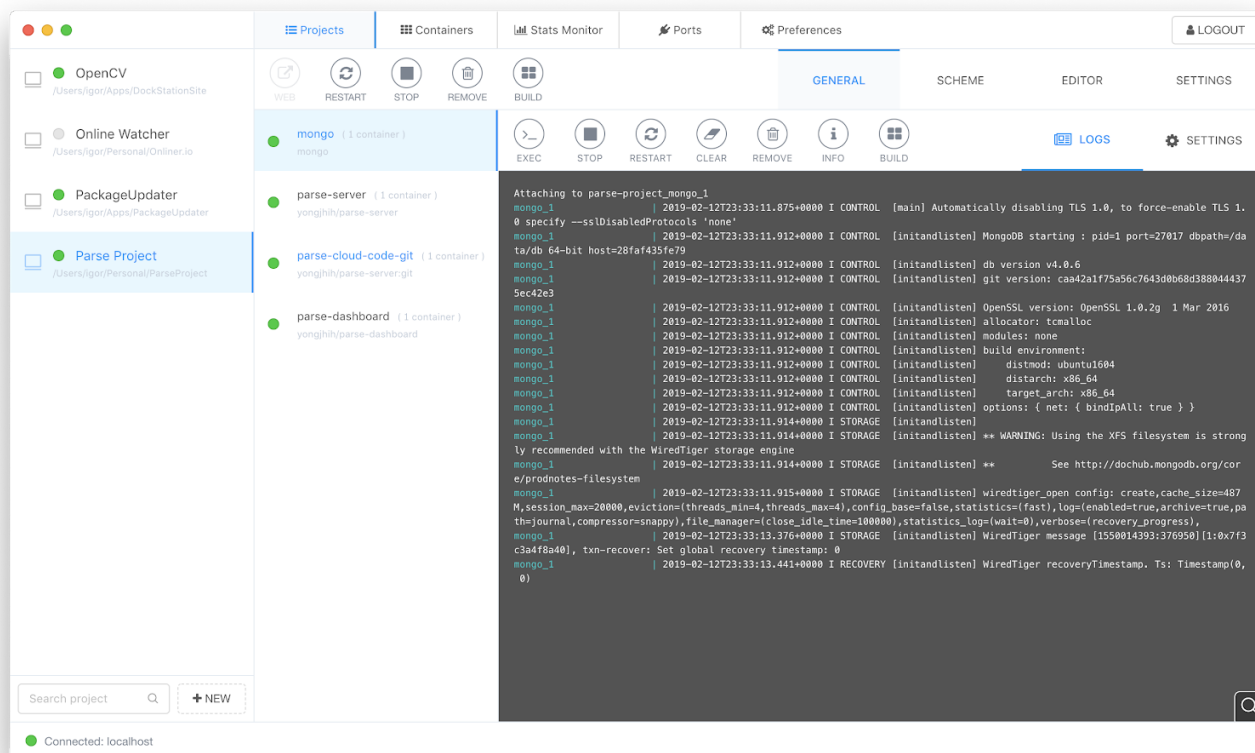 Projects
Containers
Stats Monitor
Ports
Preferences
LOGOUT
OpenCV
/Users/igor/Apps/DockStationSite
Online Watcher
/Users/igor/Personal/Onliner.io
PackageUpdater
/Users/igor/Apps/PackageUpdater
Parse Project
/Users/igor/Personal/ParseProject
Search project
+ NEW
WEB
RESTART
STOP
REMOVE
BUILD
GENERAL
SCHEME
EDITOR
SETTINGS
mongo ( 1 container )
mongo
parse-server ( 1 container )
yongjhih/parse-server
parse-cloud-code-git ( 1 container )
yongjhih/parse-server:git
parse-dashboard ( 1 container )
yongjhih/parse-dashboard
EXEC
STOP
RESTART
CLEAR
REMOVE
INFO
BUILD
LOGS
SETTINGS
Attaching to parse-project_mongo_1
mongo_1 | 2019-02-12T23:33:11.875+0000 I CONTROL [main] Automatically disabling TLS 1.0, to force-enable TLS 1.
0 specify --sslDisabledProtocols 'none'
mongo_1 | 2019-02-12T23:33:11.912+0000 I CONTROL [initandlisten] MongoDB starting : pid=1 port=27017 dbpath=/da
ta/db 64-bit host=28faf435fe79
mongo_1 | 2019-02-12T23:33:11.912+0000 I CONTROL [initandlisten] db version v4.0.6
mongo_1 | 2019-02-12T23:33:11.912+0000 I CONTROL [initandlisten] git version: caa42a1f75a56c7643d0b68d388044437
5ec42e3
mongo_1 | 2019-02-12T23:33:11.912+0000 I CONTROL [initandlisten] OpenSSL version: OpenSSL 1.0.2g 1 Mar 2016
mongo_1 | 2019-02-12T23:33:11.912+0000 I CONTROL [initandlisten] allocator: tcmalloc
mongo_1 | 2019-02-12T23:33:11.912+0000 I CONTROL [initandlisten] modules: none
mongo_1 | 2019-02-12T23:33:11.912+0000 I CONTROL [initandlisten] build environment:
mongo_1 | 2019-02-12T23:33:11.912+0000 I CONTROL [initandlisten] distmod: ubuntu1604
mongo_1 | 2019-02-12T23:33:11.912+0000 I CONTROL [initandlisten] distarch: x86_64
mongo_1 | 2019-02-12T23:33:11.912+0000 I CONTROL [initandlisten] target_arch: x86_64
mongo_1 | 2019-02-12T23:33:11.912+0000 I CONTROL [initandlisten] options: { net: { bindIpAll: true } }
mongo_1 | 2019-02-12T23:33:11.914+0000 I STORAGE [initandlisten]
mongo_1 | 2019-02-12T23:33:11.914+0000 I STORAGE [initandlisten] ** WARNING: Using the XFS filesystem is strong
ly recommended with the WiredTiger storage engine
mongo_1 | 2019-02-12T23:33:11.914+0000 I STORAGE [initandlisten] ** See http://dochub.mongodb.org/cor
e/prodnotes-filesystem
mongo_1 | 2019-02-12T23:33:11.915+0000 I STORAGE [initandlisten] wiredtiger_open config: create,cache_size=487
M,session_max=20000,eviction=(threads_min=4,threads_max=4),config_base=false,statistics=(fast),log=(enabled=true,archive=true,pa
th=journal,compressor=snappy),file_manager=(close_idle_time=100000),statistics_log=(wait=0),verbose=(recovery_progress),
mongo_1 | 2019-02-12T23:33:13.376+0000 I STORAGE [initandlisten] WiredTiger message [1550014393:376950][1:0x7f3
c3a4f8a40], txn-recover: Set global recovery timestamp: 0
mongo_1 | 2019-02-12T23:33:13.441+0000 I RECOVERY [initandlisten] WiredTiger recoveryTimestamp. Ts: Timestamp(0,
0)
Connected: localhost